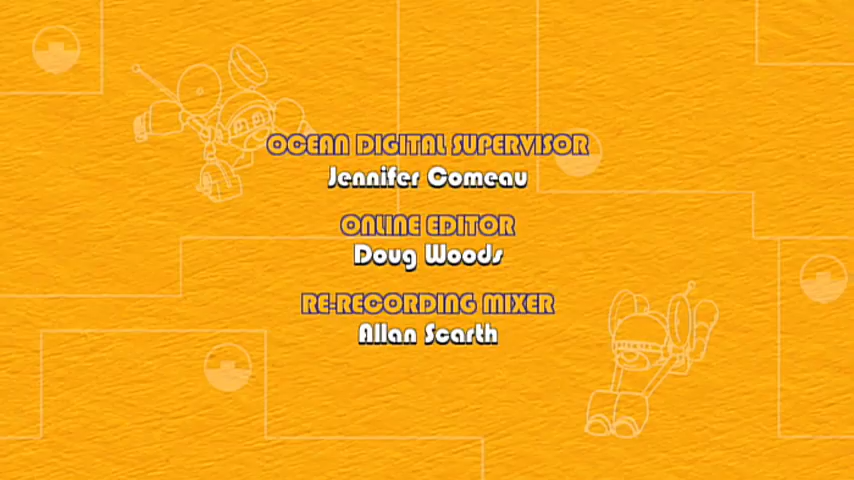 OCEAN DIGITAL SUPERVISOR
Jennifer Comeau
ONLINE EDITOR
Doug Woods
RE-RECORDING MIXER
Allan Scarth